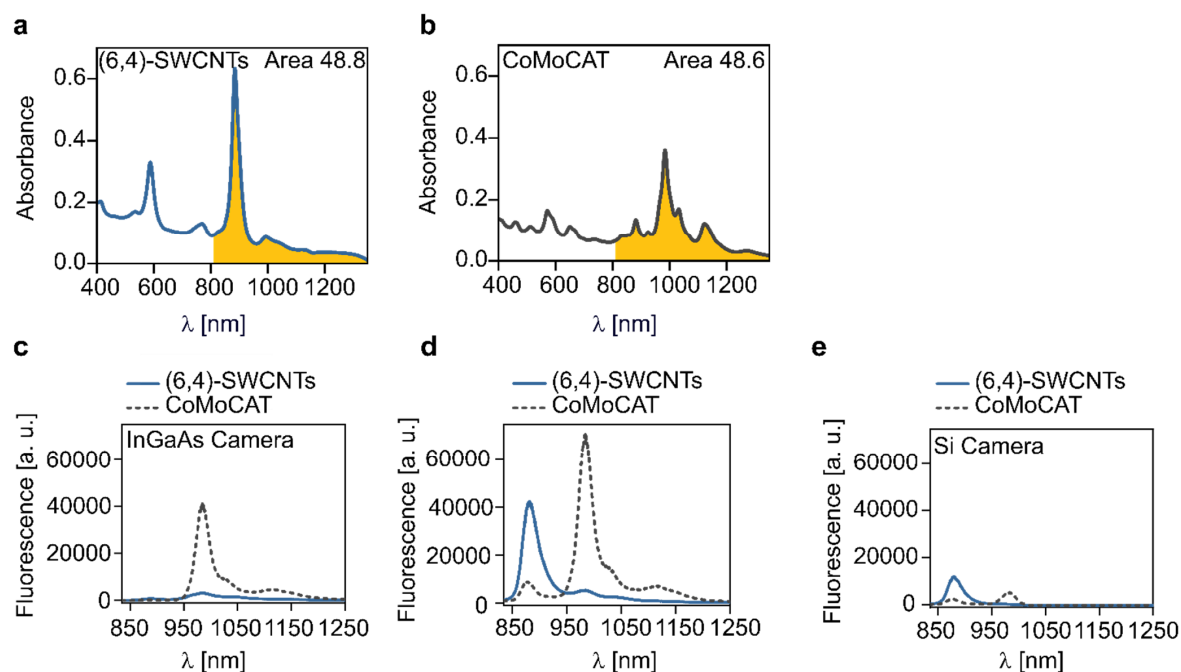 a
(6,4)-SWCNTs Area 48.8
Absorbance
0.6
0.4
0.2
0.0
400 600 800 1000 1200
λ [nm]
b
CoMoCAT Area 48.6
Absorbance
0.6
0.4
0.2
0.0
400 600 800 1000 1200
λ [nm]
c
(6,4)-SWCNTs
CoMoCAT
InGaAs Camera
Fluorescence [a. u.]
60000
40000
20000
0
850 950 1050 1250
λ [nm]
d
(6,4)-SWCNTs
CoMoCAT
Fluorescence [a. u.]
60000
40000
20000
0
850 950 1050 1150 1250
λ [nm]
e
(6,4)-SWCNTs
CoMoCAT
Si Camera
Fluorescence [a. u.]
60000
40000
20000
0
850 950 1050 1150 1250
λ [nm]